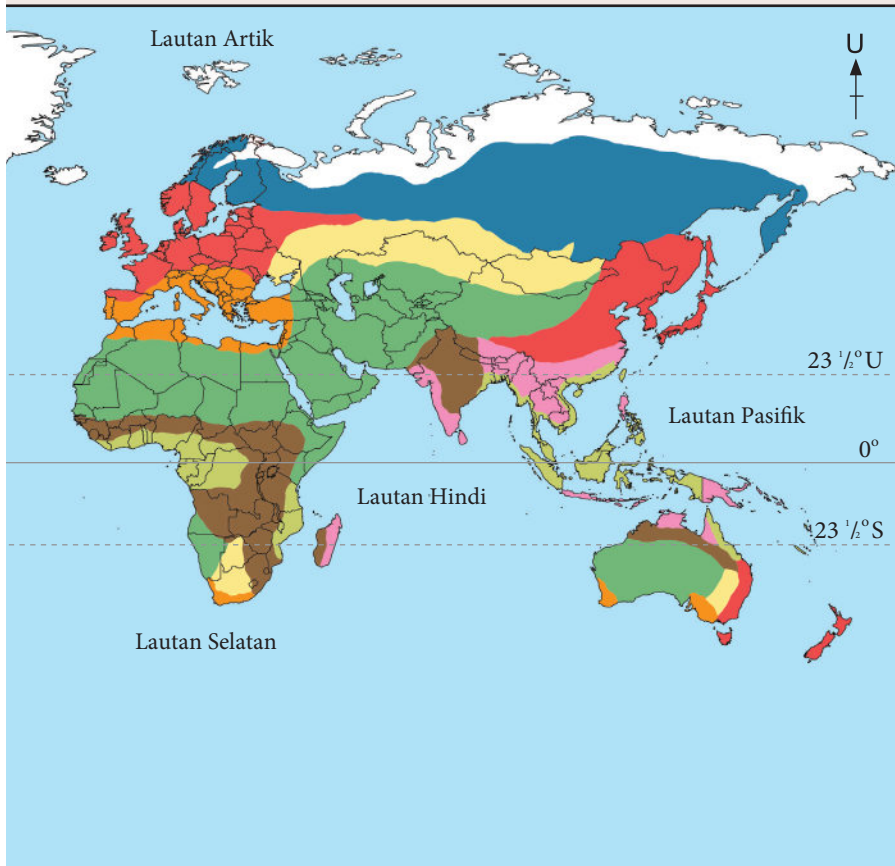 Lautan Artik
U
23 ½° U
Lautan Pasifik
0°
Lautan Hindi
23 ½° S
Lautan Selatan